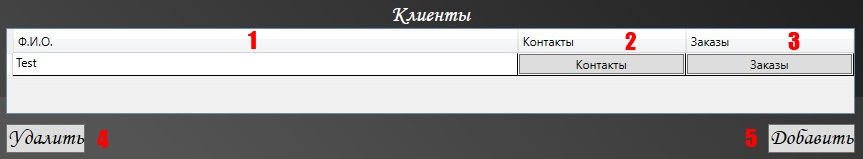 Клиенты
Ф.И.О. 1 Контакты 2 Заказы 3
Test Контакты Заказы
Удалить 4 5 Добавить